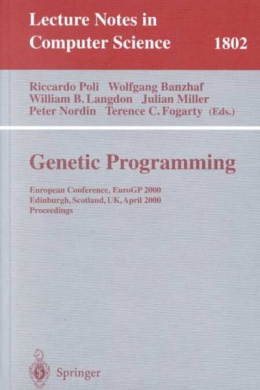 Lecture Notes in
Computer Science 1802
Riccardo Poli Wolfgang Banzhaf
William B. Langdon Julian Miller
Peter Nordin Terence C. Fogarty (Eds.)
Genetic Programming
European Conference, EuroGP 2000
Edinburgh, Scotland, UK, April 2000
Proceedings
Springer